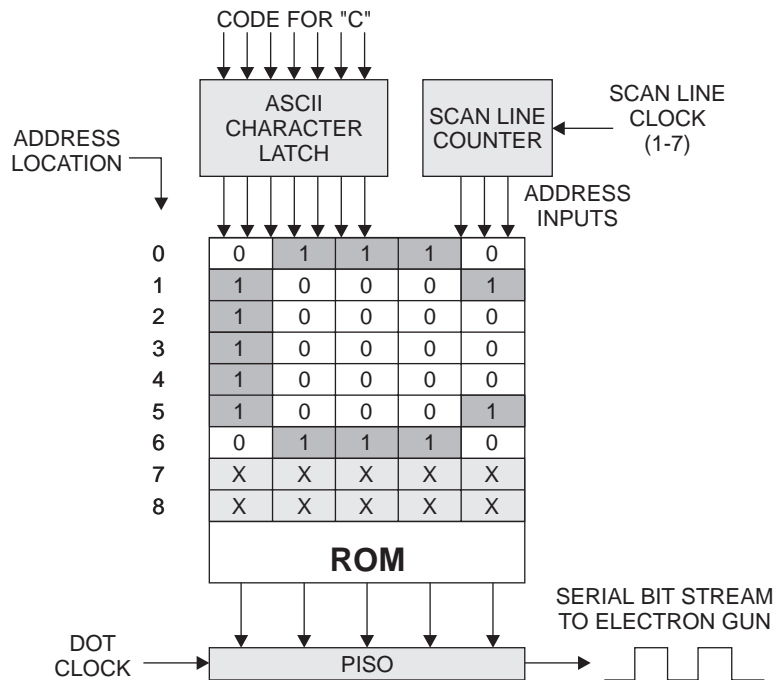 CODE FOR "C"
ASCII
CHARACTER
LATCH
SCAN LINE
COUNTER
SCAN LINE
CLOCK
(1-7)
ADDRESS
LOCATION
ADDRESS
INPUTS
0 0 1 1 1 0
1 1 0 0 0 1
2 1 0 0 0 0
3 1 0 0 0 0
4 1 0 0 0 0
5 1 0 0 0 1
6 0 1 1 1 0
7 X X X X X
8 X X X X X
ROM
SERIAL BIT STREAM
TO ELECTRON GUN
DOT
CLOCK
PISO